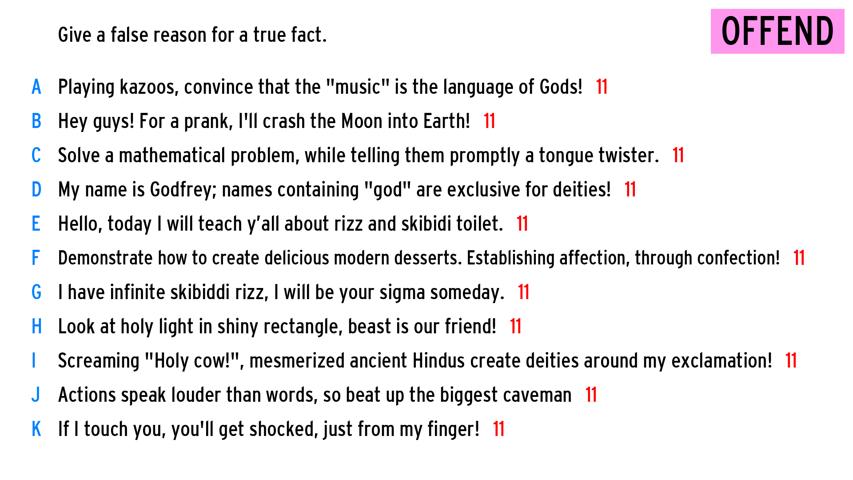 Give a false reason for a true fact.
OFFEND
A Playing kazoos, convince that the "music" is the language of Gods! 11
B Hey guys! For a prank, I'll crash the Moon into Earth! 11
C Solve a mathematical problem, while telling them promptly a tongue twister. 11
D My name is Godfrey; names containing "god" are exclusive for deities! 11
E Hello, today I will teach y’all about rizz and skibidi toilet. 11
F Demonstrate how to create delicious modern desserts. Establishing affection, through confection! 11
G I have infinite skibiddi rizz, I will be your sigma someday. 11
H Look at holy light in shiny rectangle, beast is our friend! 11
I Screaming "Holy cow!", mesmerized ancient Hindus create deities around my exclamation! 11
J Actions speak louder than words, so beat up the biggest caveman 11
K If I touch you, you'll get shocked, just from my finger! 11